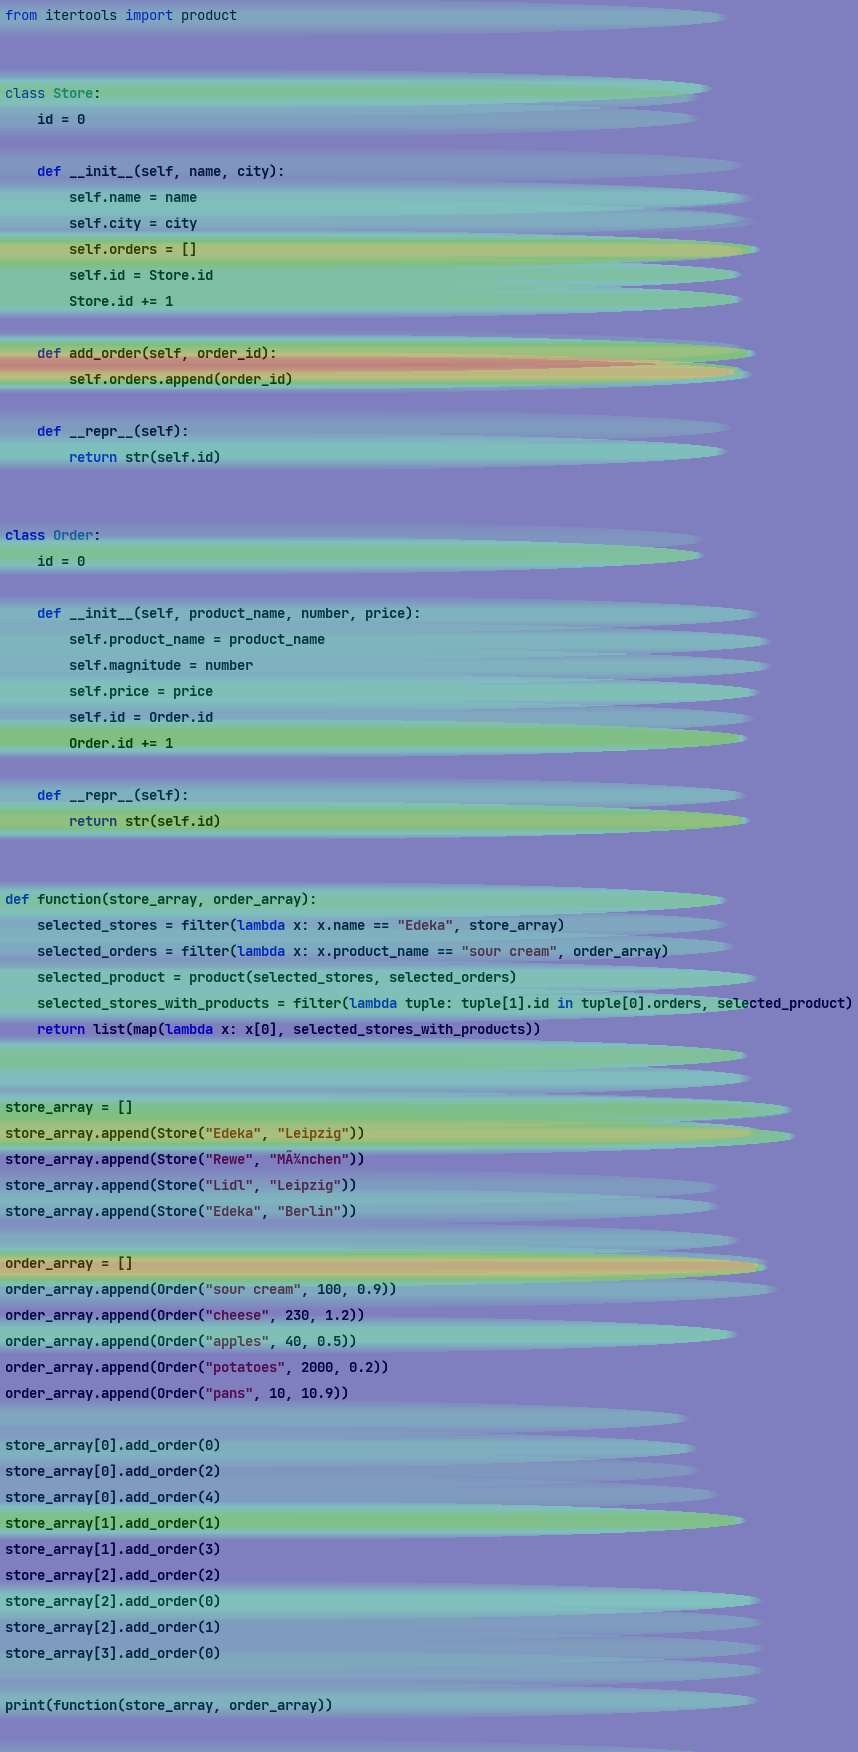 from itertools import product
class Store:
    id = 0
    def __init__(self, name, city):
        self.name = name
        self.city = city
        self.orders = []
        self.id = Store.id
        Store.id += 1
    def add_order(self, order_id):
        self.orders.append(order_id)
    def __repr__(self):
        return str(self.id)
class Order:
    id = 0
    def __init__(self, product_name, number, price):
        self.product_name = product_name
        self.magnitude = number
        self.price = price
        self.id = Order.id
        Order.id += 1
    def __repr__(self):
        return str(self.id)
def function(store_array, order_array):
    selected_stores = filter(lambda x: x.name == "Edeka", store_array)
    selected_orders = filter(lambda x: x.product_name == "sour cream", order_array)
    selected_product = product(selected_stores, selected_orders)
    selected_stores_with_products = filter(lambda tuple: tuple[1].id in tuple[0].orders, selected_product)
    return list(map(lambda x: x[0], selected_stores_with_products))
store_array = []
store_array.append(Store("Edeka", "Leipzig"))
store_array.append(Store("Rewe", "MÃ¼nchen"))
store_array.append(Store("Lidl", "Leipzig"))
store_array.append(Store("Edeka", "Berlin"))
order_array = []
order_array.append(Order("sour cream", 100, 0.9))
order_array.append(Order("cheese", 230, 1.2))
order_array.append(Order("apples", 40, 0.5))
order_array.append(Order("potatoes", 2000, 0.2))
order_array.append(Order("pans", 10, 10.9))
store_array[0].add_order(0)
store_array[0].add_order(2)
store_array[0].add_order(4)
store_array[1].add_order(1)
store_array[1].add_order(3)
store_array[2].add_order(2)
store_array[2].add_order(0)
store_array[2].add_order(1)
store_array[3].add_order(0)
print(function(store_array, order_array))